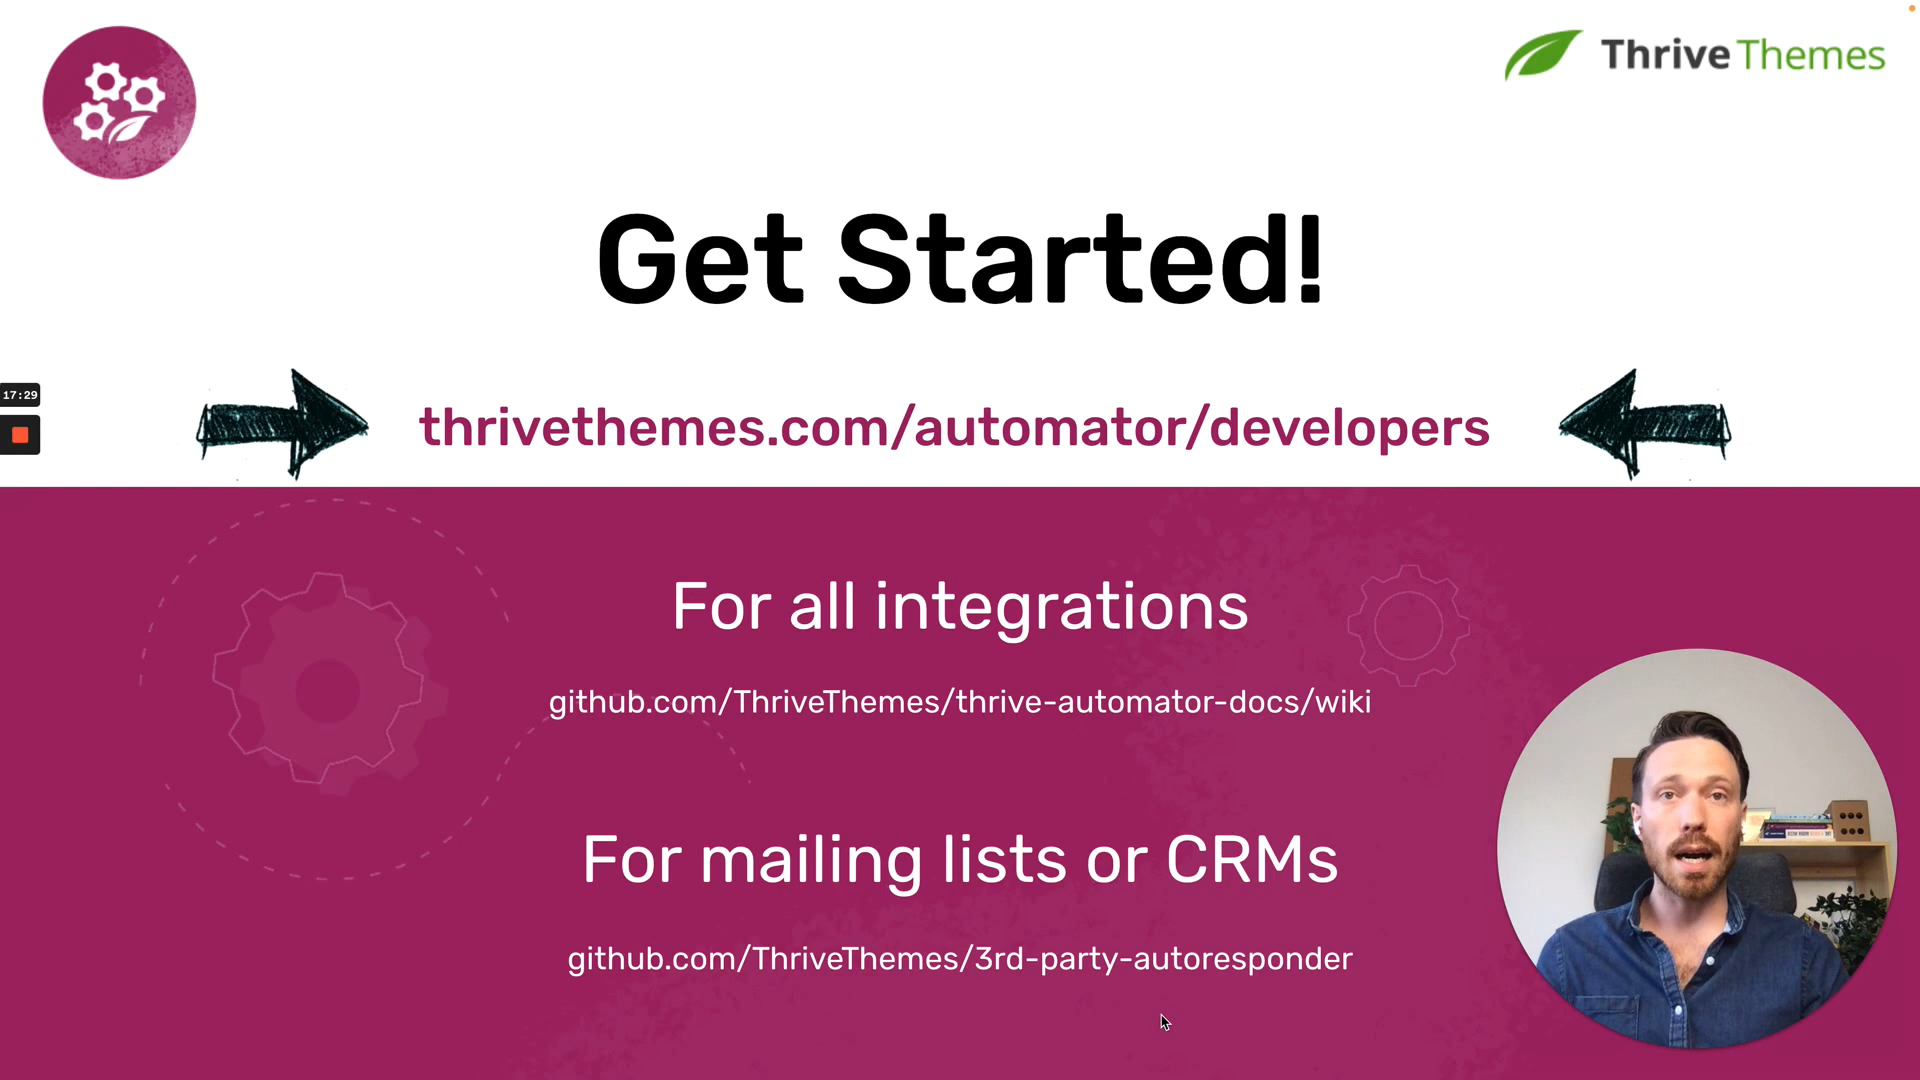 Thrive Themes
Get Started!
17:29
thrivethemes.com/automator/developers
For all integrations
github.com/ThriveThemes/thrive-automator-docs/wiki
For mailing lists or CRMs
github.com/ThriveThemes/3rd-party-autoresponder